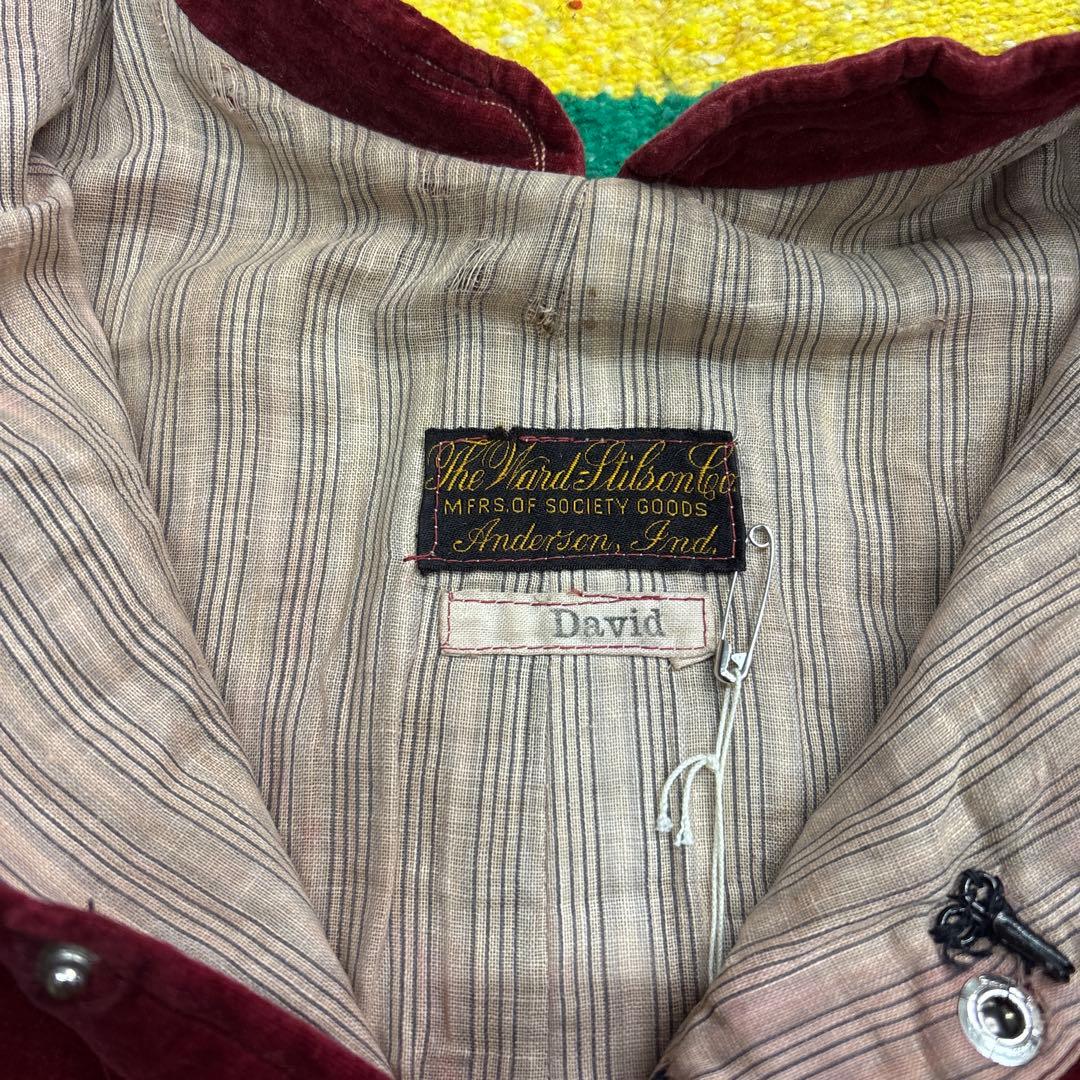 The Ward-Stilson Co
MFRS. OF SOCIETY GOODS
Anderson, Ind.
David